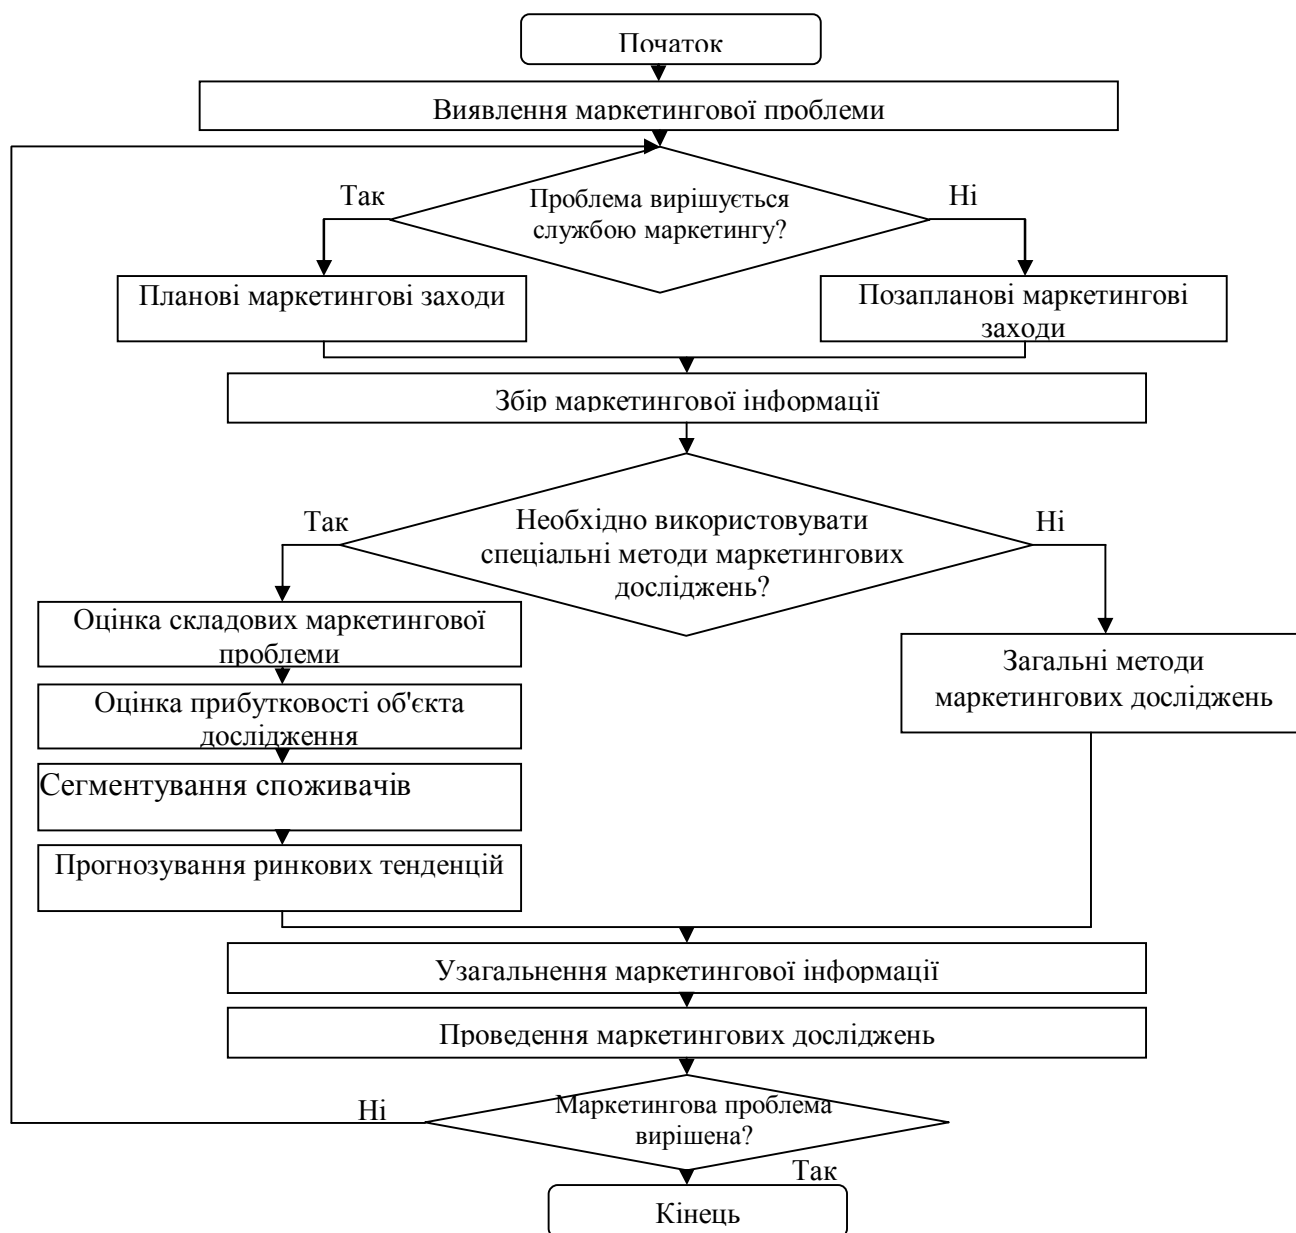 Початок
Виявлення маркетингової проблеми
Так
Проблема вирішується
службою маркетингу?
Ні
Планові маркетингові заходи
Позапланові маркетингові
заходи
Збір маркетингової інформації
Так
Необхідно використовувати
спеціальні методи маркетингових
досліджень?
Ні
Оцінка складових маркетингової
проблеми
Оцінка прибутковості об'єкта
дослідження
Сегментування споживачів
Прогнозування ринкових тенденцій
Загальні методи
маркетингових досліджень
Узагальнення маркетингової інформації
Проведення маркетингових досліджень
Ні
Маркетингова проблема
вирішена?
Так
Кінець